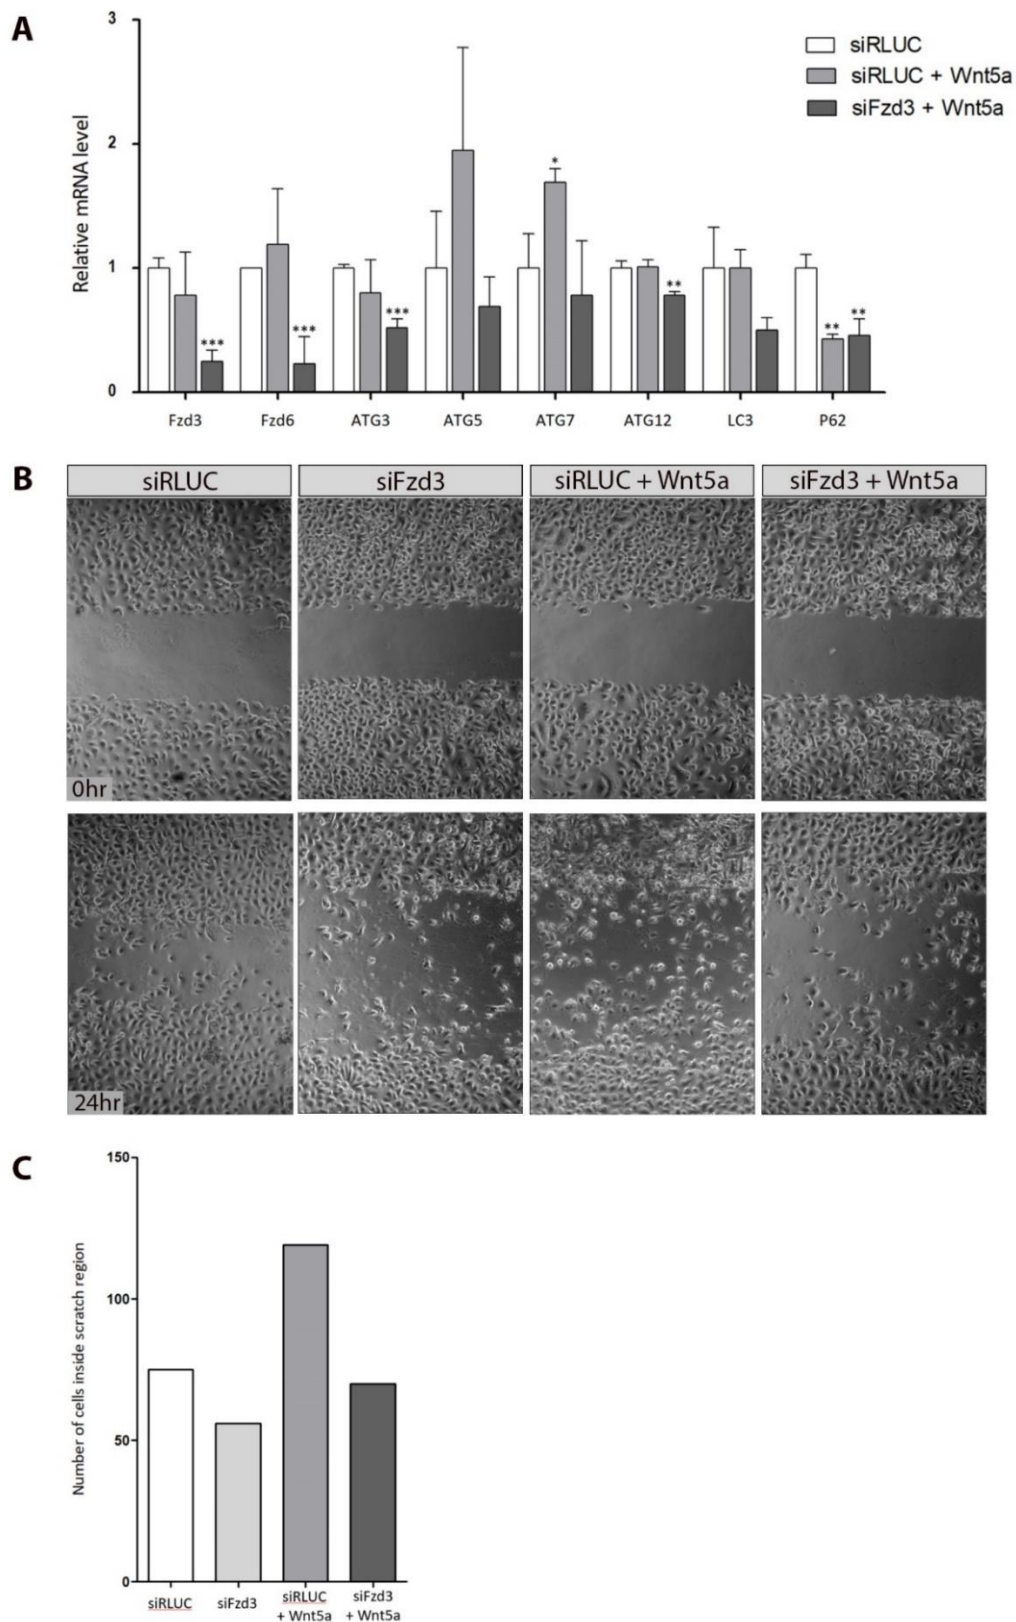 A
3
2
1
0
Relative mRNA level
siRLUC
siRLUC + Wnt5a
siFzd3 + Wnt5a
*** *** *** * ** ** **
Fzd3 Fzd6 ATG3 ATG5 ATG7 ATG12 LC3 P62
B
siRLUC siFzd3 siRLUC + Wnt5a siFzd3 + Wnt5a
0hr
24hr
C
150
100
50
0
Number of cells inside scratch region
siRLUC siFzd3 siRLUC + Wnt5a siFzd3 + Wnt5a